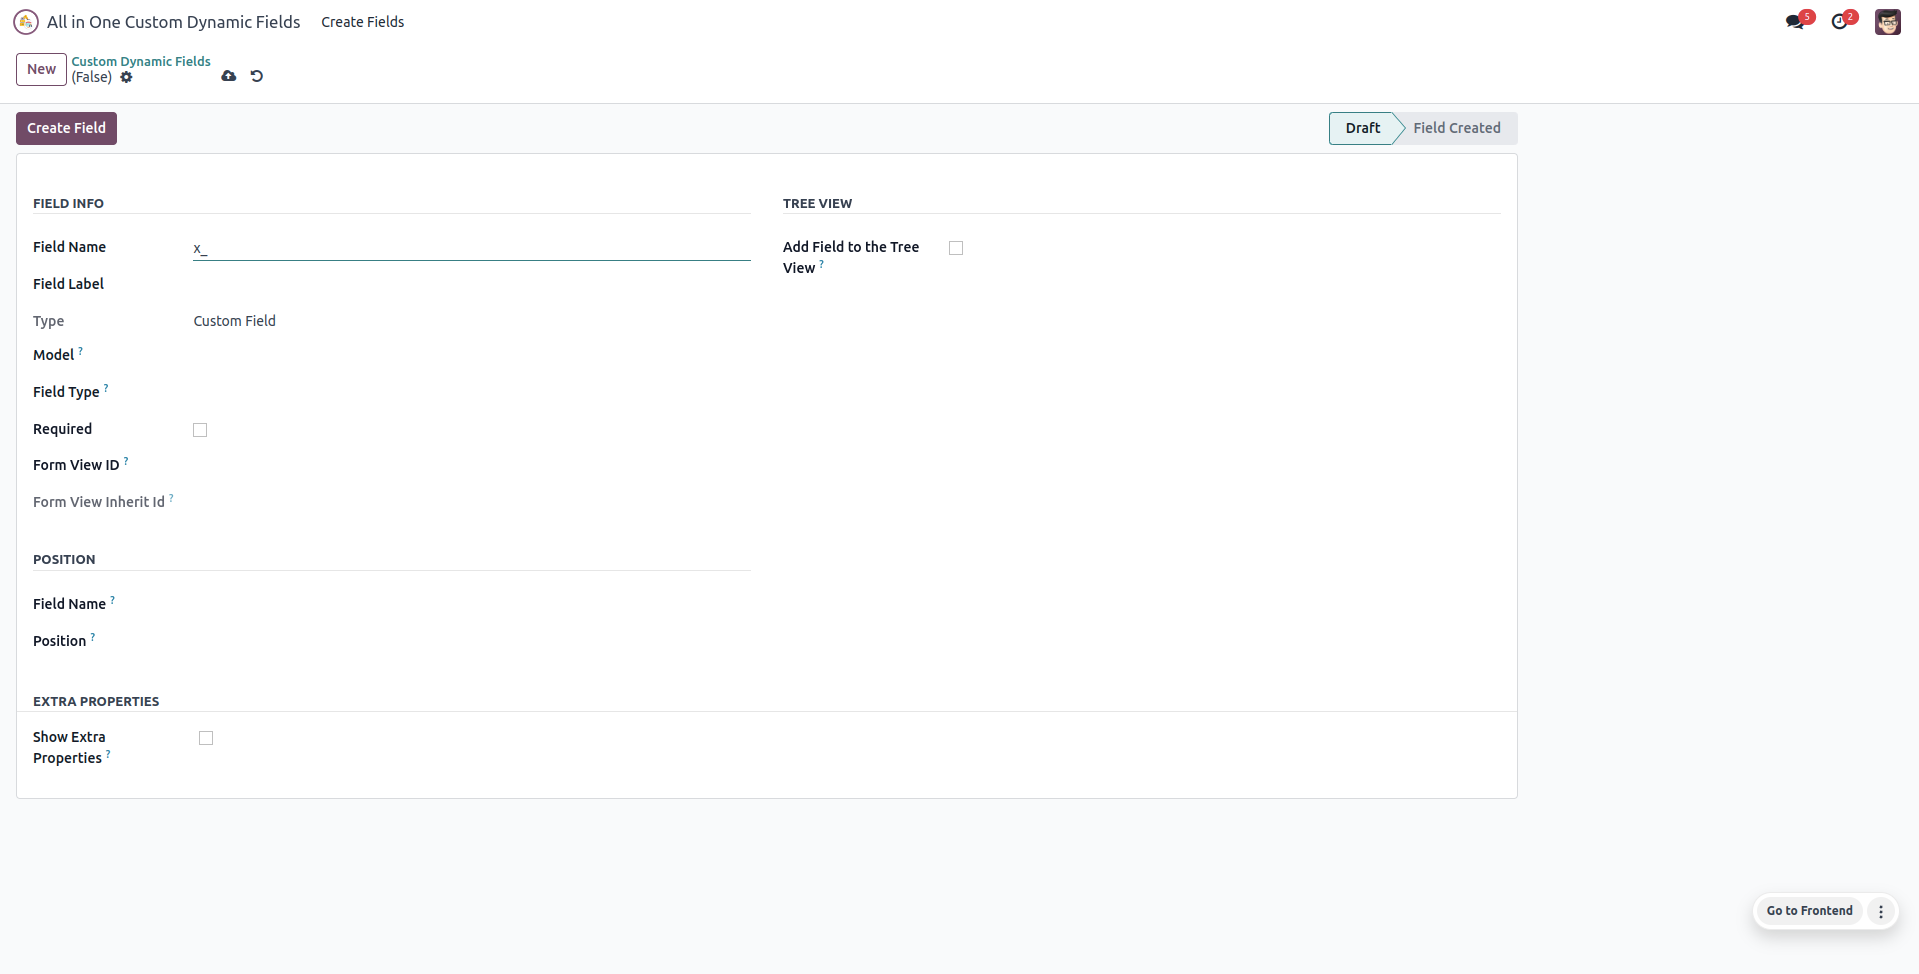 All in One Custom Dynamic Fields Create Fields 5 2
New Custom Dynamic Fields
(False)
Create Field Draft Field Created
FIELD INFO
Field Name x_
Field Label
Type Custom Field
Model ?
Field Type ?
Required
Form View ID ?
Form View Inherit Id ?
POSITION
Field Name ?
Position ?
TREE VIEW
Add Field to the Tree
View ?
EXTRA PROPERTIES
Show Extra
Properties ?
Go to Frontend